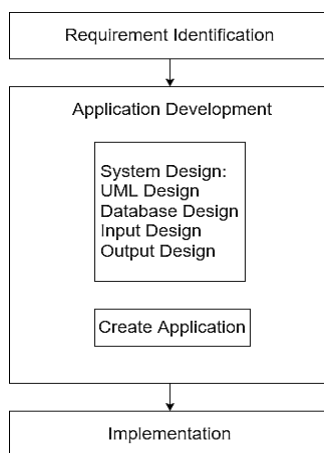 Requirement Identification
Application Development
System Design:
UML Design
Database Design
Input Design
Output Design
Create Application
Implementation